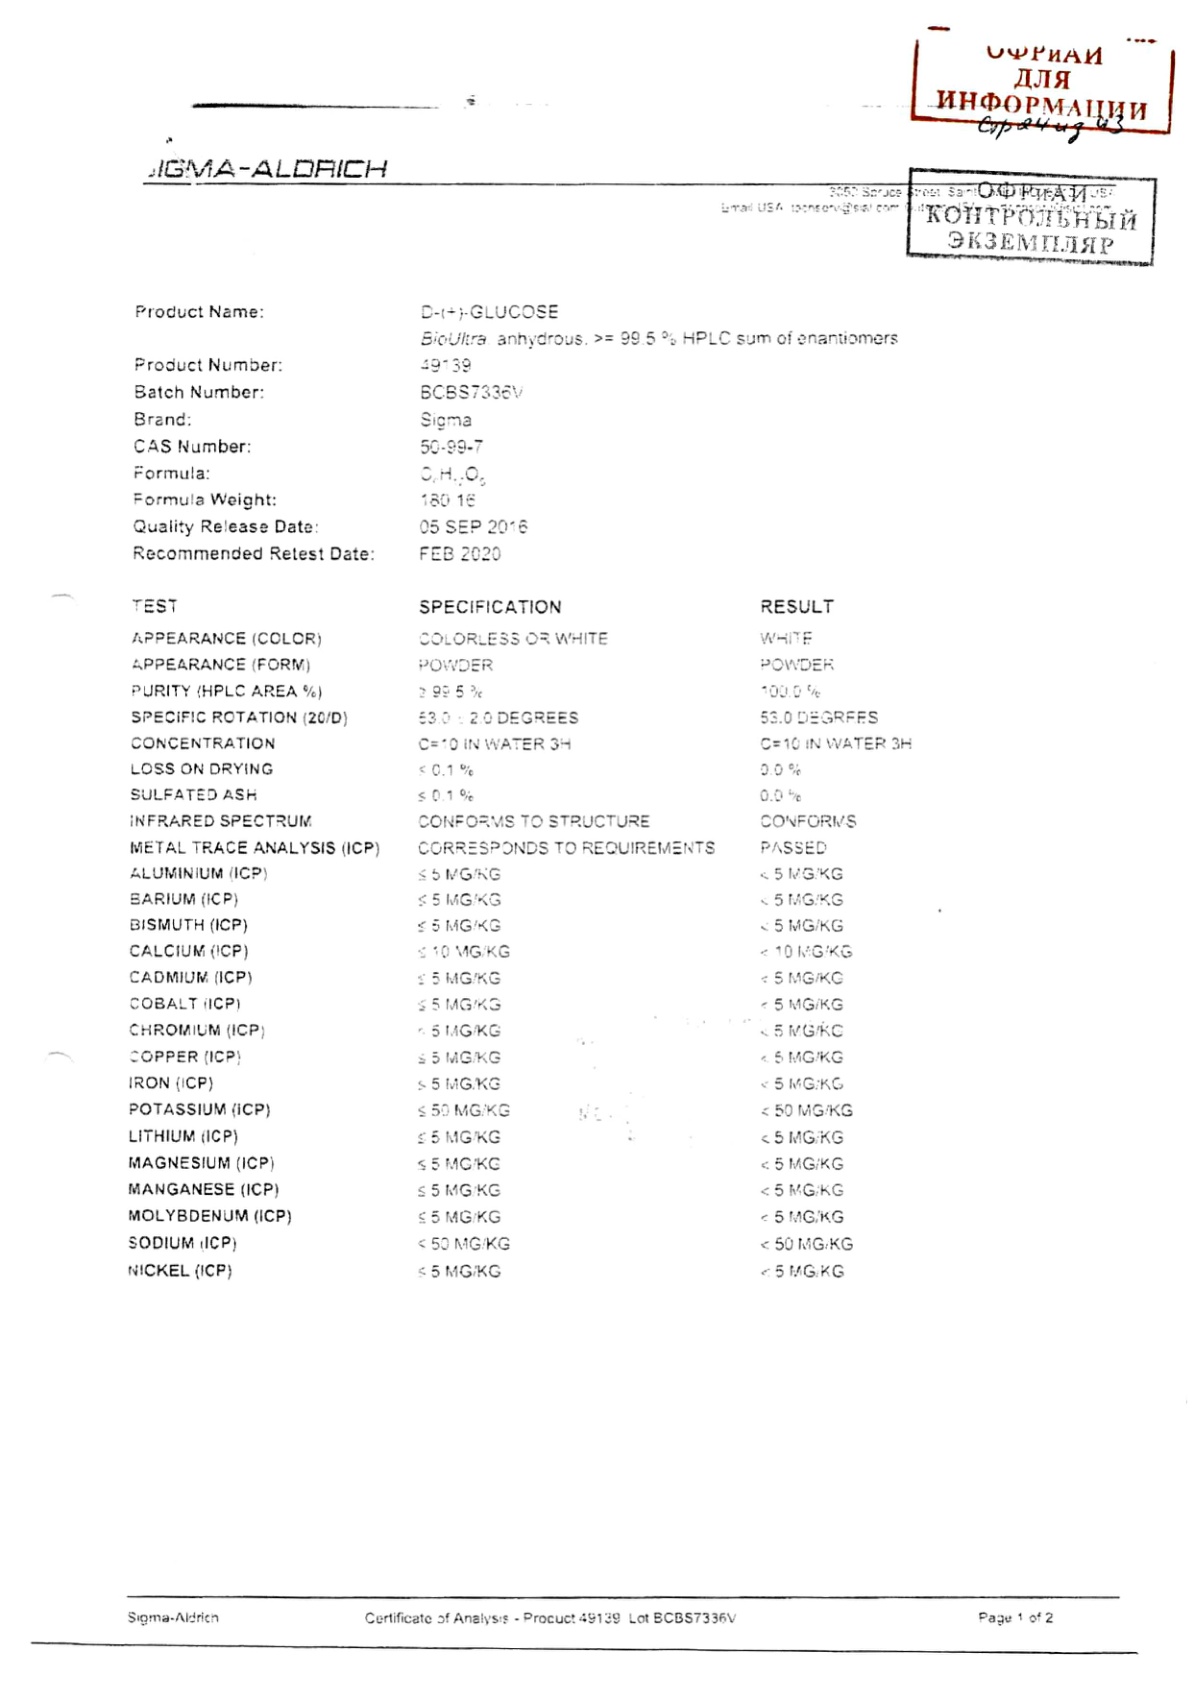 ОФРИАИ
ДЛЯ
ИНФОРМАЦИИ
SIGMA-ALDRICH
3050 Spruce Street, Saint
Email USA techserv@sial.com
ОФРИАИ
КОНТРОЛЬНЫЙ
ЭКЗЕМПЛЯР
Product Name: D-(+)-GLUCOSE
BioUltra, anhydrous, >= 99.5 % HPLC sum of enantiomers
Product Number: 49139
Batch Number: BCBS7336V
Brand: Sigma
CAS Number: 50-99-7
Formula: C6H12O6
Formula Weight: 180.16
Quality Release Date: 05 SEP 2016
Recommended Retest Date: FEB 2020
TEST SPECIFICATION RESULT
APPEARANCE (COLOR) COLORLESS OR WHITE WHITE
APPEARANCE (FORM) POWDER POWDER
PURITY (HPLC AREA %) ≥ 99.5 % 100.0 %
SPECIFIC ROTATION (20/D) 53.0 ± 2.0 DEGREES 53.0 DEGREES
CONCENTRATION C=10 IN WATER 3H C=10 IN WATER 3H
LOSS ON DRYING ≤ 0.1 % 0.0 %
SULFATED ASH ≤ 0.1 % 0.0 %
INFRARED SPECTRUM CONFORMS TO STRUCTURE CONFORMS
METAL TRACE ANALYSIS (ICP) CORRESPONDS TO REQUIREMENTS PASSED
ALUMINIUM (ICP) ≤ 5 MG/KG < 5 MG/KG
BARIUM (ICP) ≤ 5 MG/KG < 5 MG/KG
BISMUTH (ICP) ≤ 5 MG/KG < 5 MG/KG
CALCIUM (ICP) ≤ 10 MG/KG < 10 MG/KG
CADMIUM (ICP) ≤ 5 MG/KG < 5 MG/KG
COBALT (ICP) ≤ 5 MG/KG < 5 MG/KG
CHROMIUM (ICP) ≤ 5 MG/KG < 5 MG/KG
COPPER (ICP) ≤ 5 MG/KG < 5 MG/KG
IRON (ICP) ≤ 5 MG/KG < 5 MG/KG
POTASSIUM (ICP) ≤ 50 MG/KG < 50 MG/KG
LITHIUM (ICP) ≤ 5 MG/KG < 5 MG/KG
MAGNESIUM (ICP) ≤ 5 MG/KG < 5 MG/KG
MANGANESE (ICP) ≤ 5 MG/KG < 5 MG/KG
MOLYBDENUM (ICP) ≤ 5 MG/KG < 5 MG/KG
SODIUM (ICP) ≤ 50 MG/KG < 50 MG/KG
NICKEL (ICP) ≤ 5 MG/KG < 5 MG/KG
Sigma-Aldrich Certificate of Analysis - Product 49139 Lot BCBS7336V Page 1 of 2